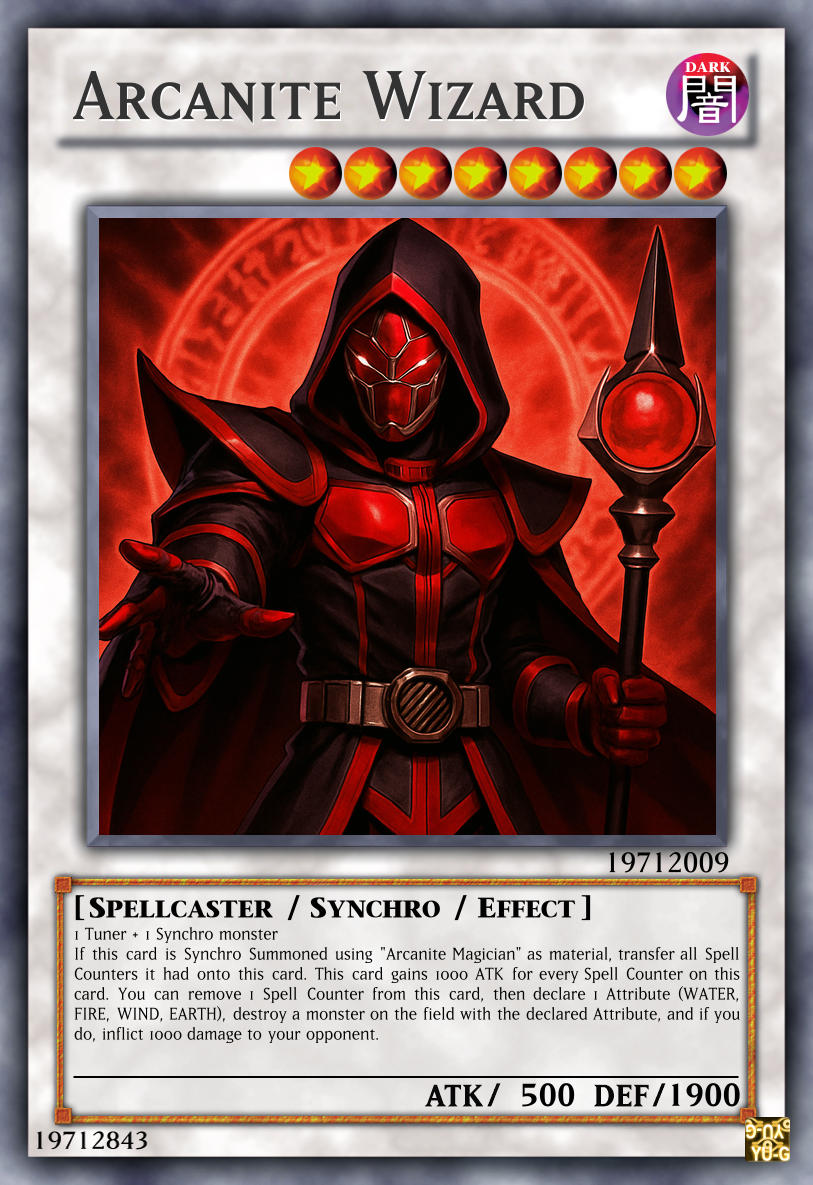 ARCANITE WIZARD
DARK
闇
19712009
[ SPELLCASTER / SYNCHRO / EFFECT ]
1 Tuner + 1 Synchro monster
If this card is Synchro Summoned using "Arcanite Magician" as material, transfer all Spell
Counters it had onto this card. This card gains 1000 ATK for every Spell Counter on this
card. You can remove 1 Spell Counter from this card, then declare 1 Attribute (WATER,
FIRE, WIND, EARTH), destroy a monster on the field with the declared Attribute, and if you
do, inflict 1000 damage to your opponent.
ATK/ 500 DEF/1900
19712843
YU-G